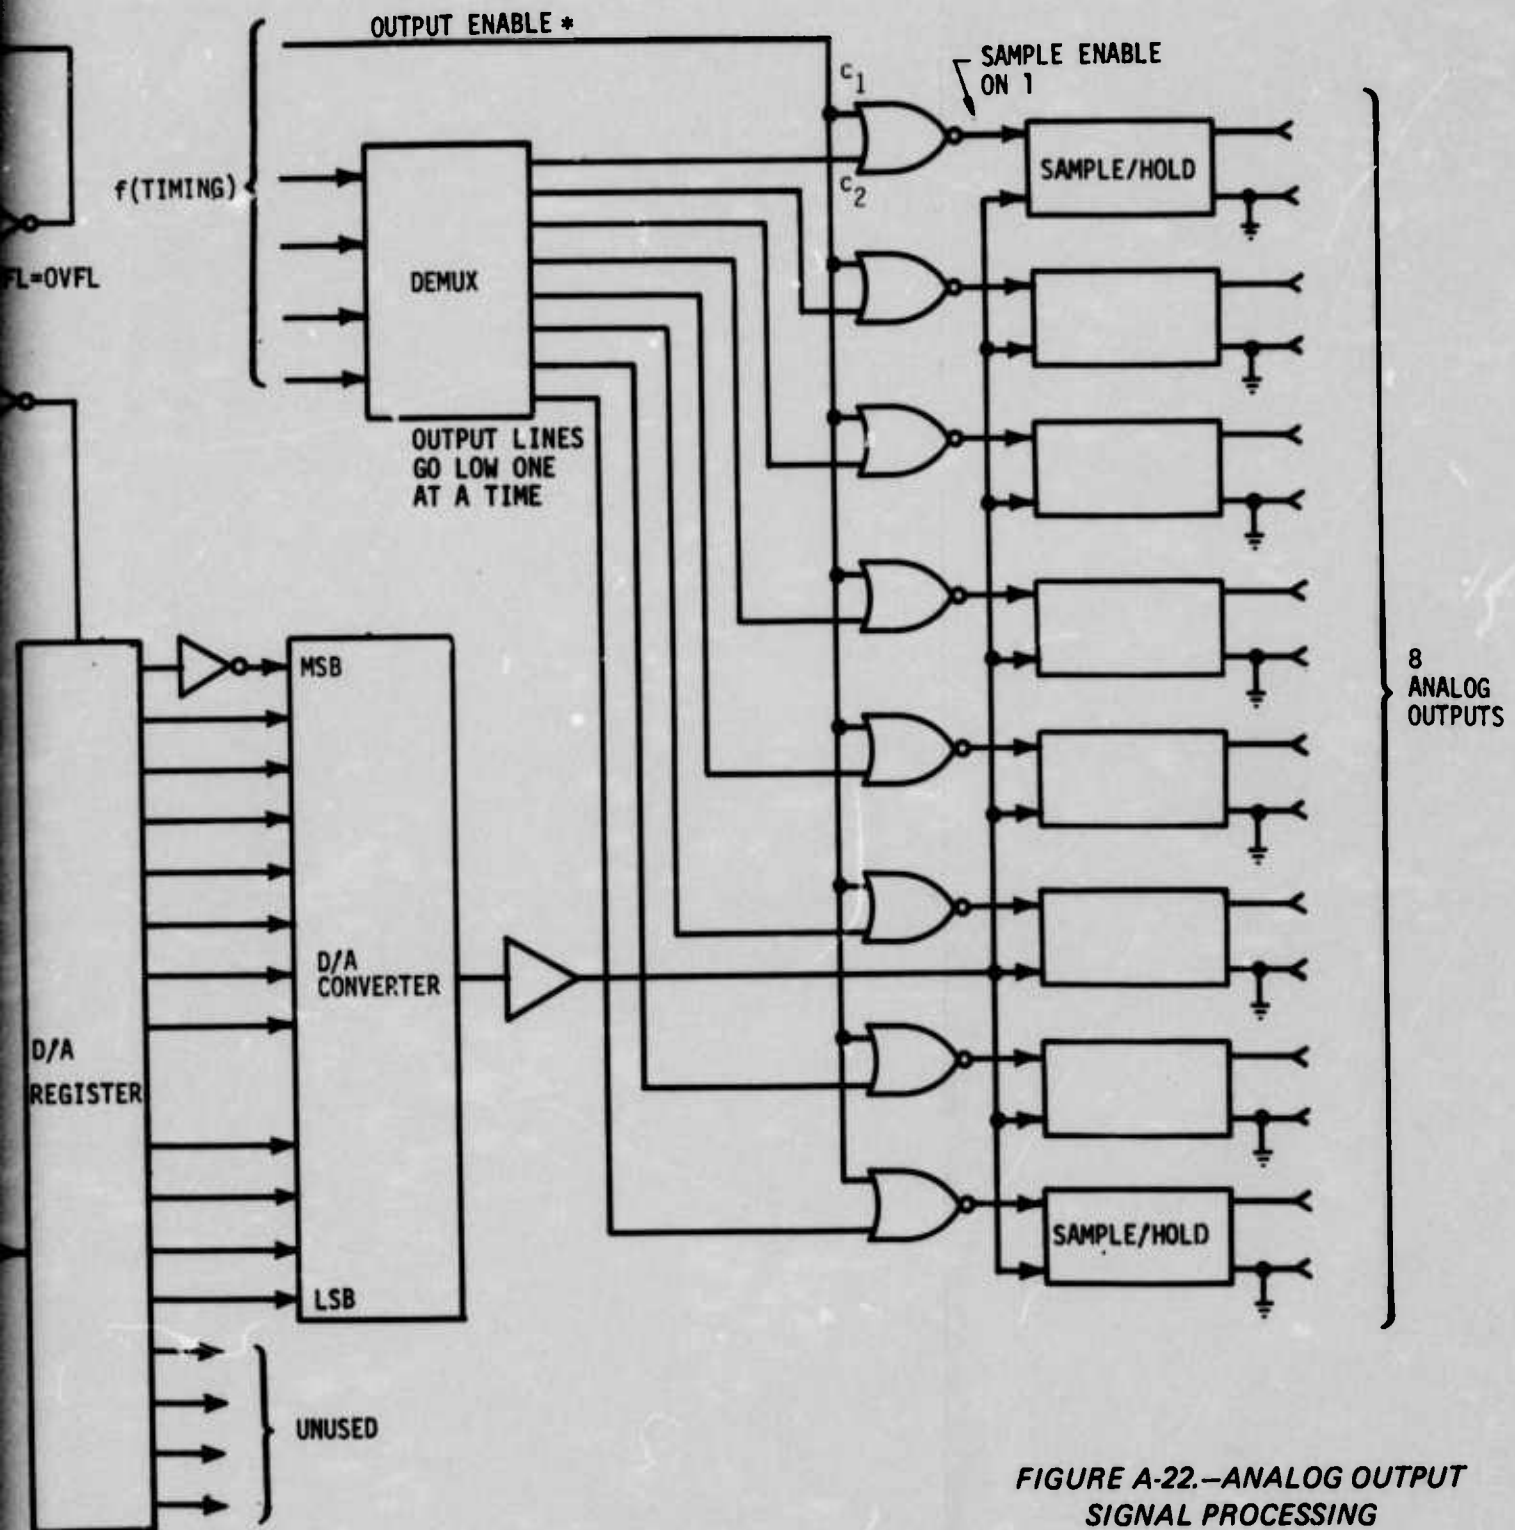 OUTPUT ENABLE *
c1
SAMPLE ENABLE
ON 1
f(TIMING)
SAMPLE/HOLD
c2
FL=OVFL
DEMUX
OUTPUT LINES
GO LOW ONE
AT A TIME
MSB
8
ANALOG
OUTPUTS
D/A
CONVERTER
D/A
REGISTER
SAMPLE/HOLD
LSB
UNUSED
FIGURE A-22.—ANALOG OUTPUT
SIGNAL PROCESSING